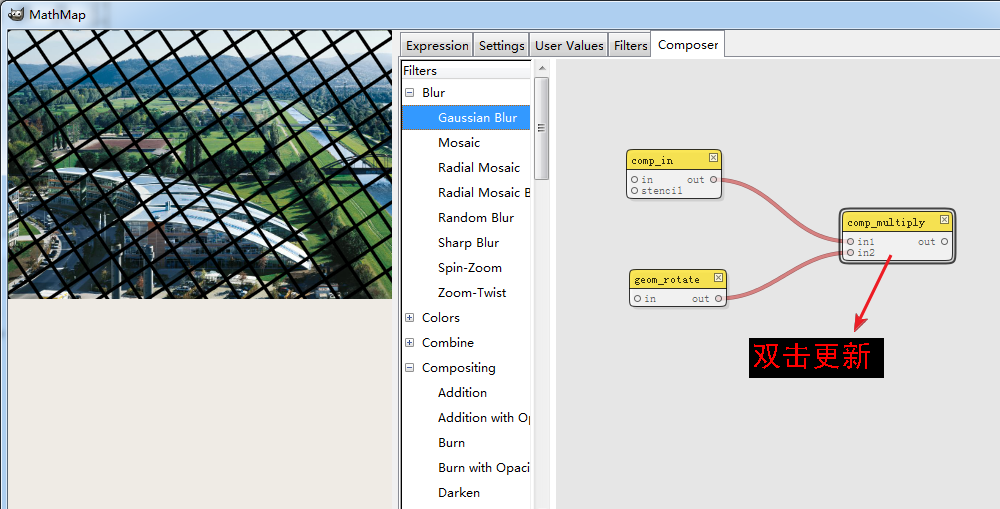 MathMap
Expression
Settings
User Values
Filters
Composer
Filters
Blur
Gaussian Blur
Mosaic
Radial Mosaic
Radial Mosaic B
Random Blur
Sharp Blur
Spin-Zoom
Zoom-Twist
Colors
Combine
Compositing
Addition
Addition with Op
Burn
Burn with Opaci
Darken
comp_in
in out
stencil
geom_rotate
in out
comp_multiply
in1 out
in2
双击更新